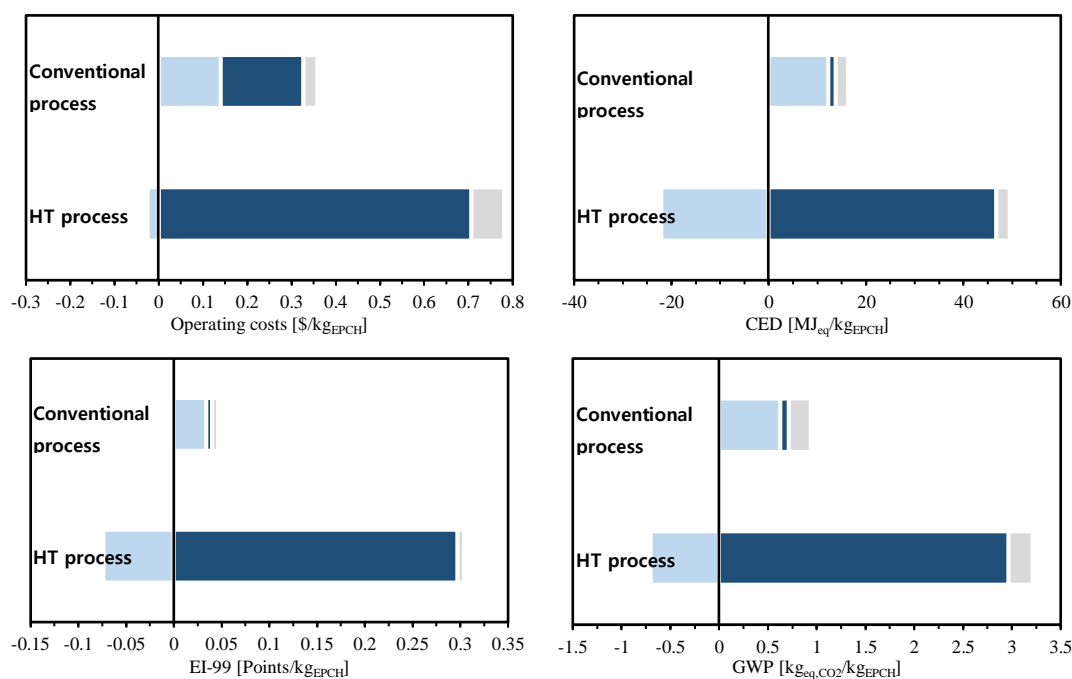 Conventional
process
HT process
-0.3 -0.2 -0.1 0 0.1 0.2 0.3 0.4 0.5 0.6 0.7 0.8
Operating costs [$/kgEPCH]
Conventional
process
HT process
-40 -20 0 20 40 60
CED [MJeq/kgEPCH]
Conventional
process
HT process
-0.15 -0.1 -0.05 0 0.05 0.1 0.15 0.2 0.25 0.3 0.35
EI-99 [Points/kgEPCH]
Conventional
process
HT process
-1.5 -1 -0.5 0 0.5 1 1.5 2 2.5 3 3.5
GWP [kgeq,CO2/kgEPCH]